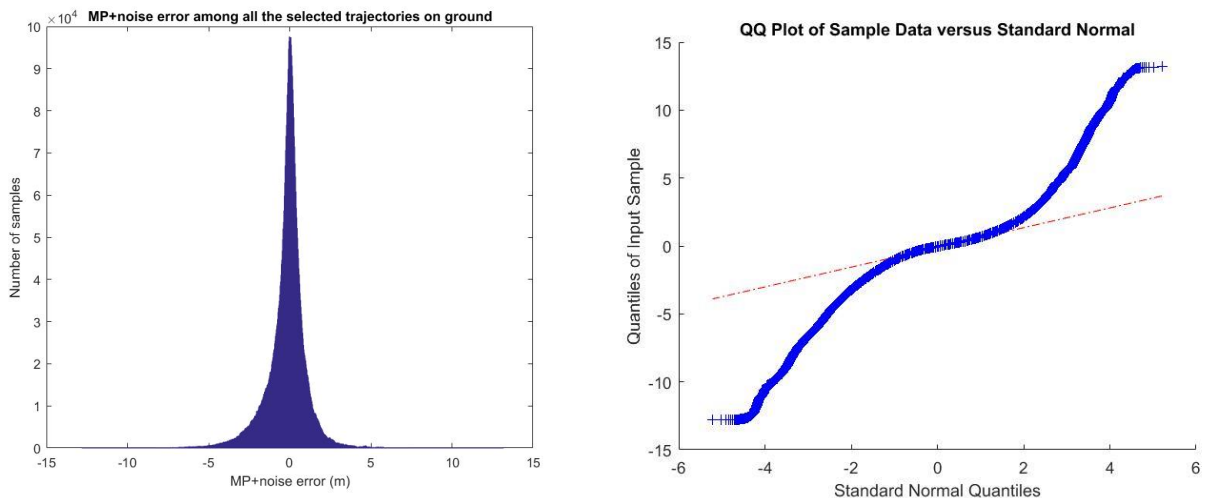 MP+noise error among all the selected trajectories on ground
×10^4
10
9
8
7
6
5
4
3
2
1
0
-15 -10 -5 0 5 10 15
Number of samples
MP+noise error (m)
QQ Plot of Sample Data versus Standard Normal
15
10
5
0
-5
-10
-15
-6 -4 -2 0 2 4 6
Quantiles of Input Sample
Standard Normal Quantiles